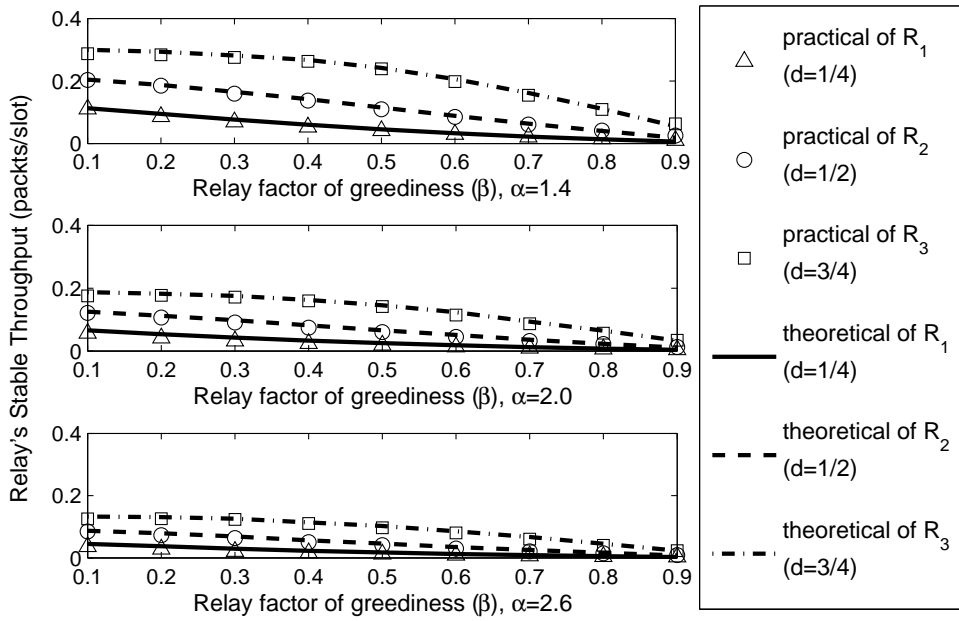 Relay's Stable Throughput (packts/slot)
0.4
0.2
0
0.1 0.2 0.3 0.4 0.5 0.6 0.7 0.8 0.9
Relay factor of greediness (β), α=1.4
0.4
0.2
0
0.1 0.2 0.3 0.4 0.5 0.6 0.7 0.8 0.9
Relay factor of greediness (β), α=2.0
0.4
0.2
0
0.1 0.2 0.3 0.4 0.5 0.6 0.7 0.8 0.9
Relay factor of greediness (β), α=2.6
practical of R1
(d=1/4)
practical of R2
(d=1/2)
practical of R3
(d=3/4)
theoretical of R1
(d=1/4)
theoretical of R2
(d=1/2)
theoretical of R3
(d=3/4)